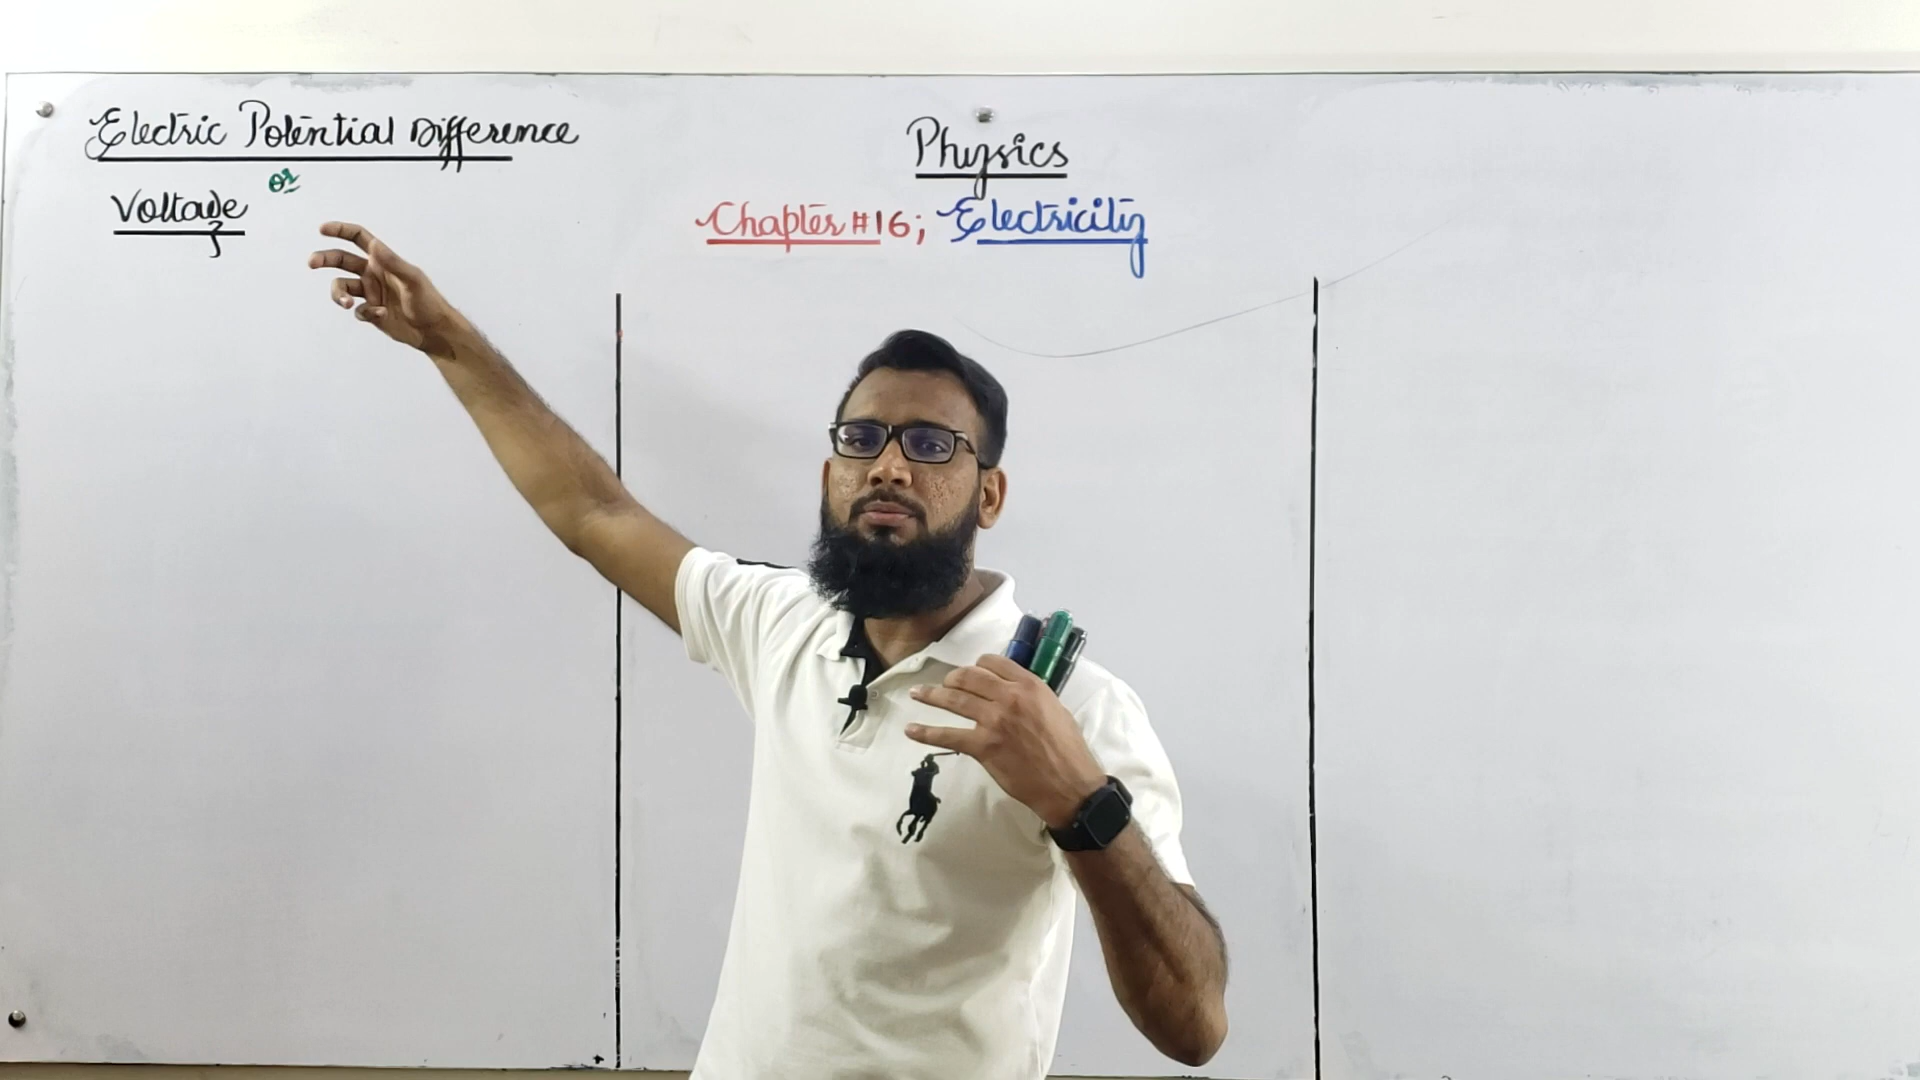 Electric Potential Difference
or
Voltage
Physics
Chapter #16; Electricity